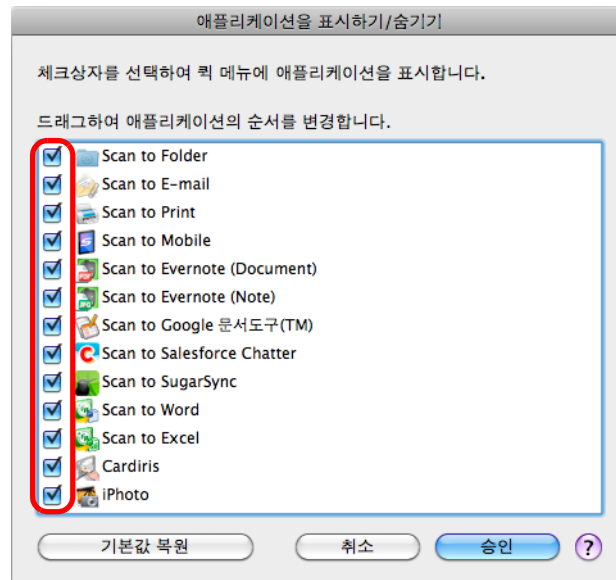 애플리케이션을 표시하기/숨기기
체크상자를 선택하여 퀵 메뉴에 애플리케이션을 표시합니다.
드래그하여 애플리케이션의 순서를 변경합니다.
Scan to Folder
Scan to E-mail
Scan to Print
Scan to Mobile
Scan to Evernote (Document)
Scan to Evernote (Note)
Scan to Google 문서도구(TM)
Scan to Salesforce Chatter
Scan to SugarSync
Scan to Word
Scan to Excel
Cardiris
iPhoto
기본값 복원 취소 승인 ?